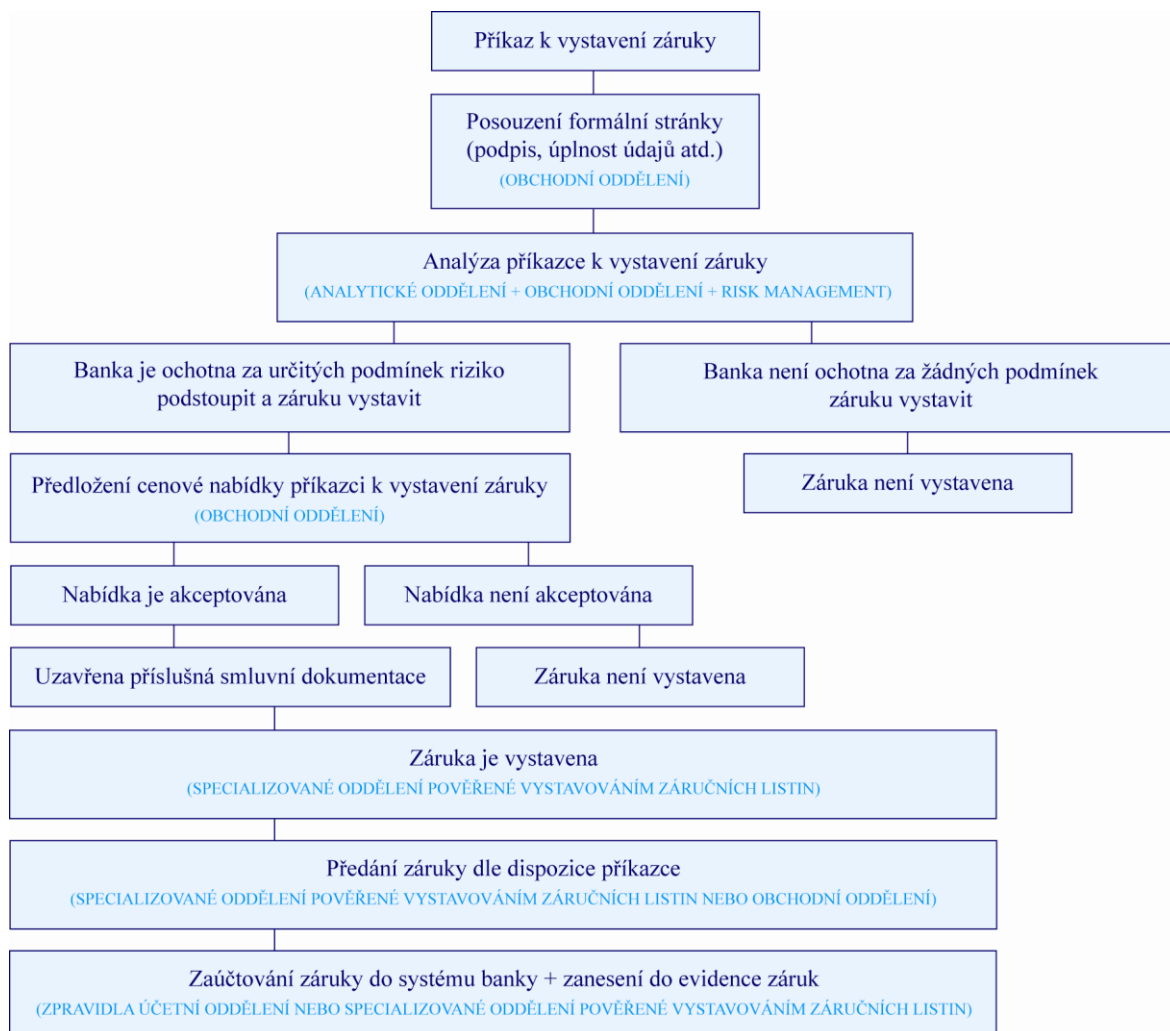 Příkaz k vystavení záruky
Posouzení formální stránky
(podpis, úplnost údajů atd.)
(OBCHODNÍ ODDĚLENÍ)
Analýza příkazce k vystavení záruky
(ANALYTICKÉ ODDĚLENÍ + OBCHODNÍ ODDĚLENÍ + RISK MANAGEMENT)
Banka je ochotna za určitých podmínek riziko
podstoupit a záruku vystavit
Banka není ochotna za žádných podmínek
záruku vystavit
Předložení cenové nabídky příkazci k vystavení záruky
(OBCHODNÍ ODDĚLENÍ)
Záruka není vystavena
Nabídka je akceptována
Nabídka není akceptována
Uzavřena příslušná smluvní dokumentace
Záruka není vystavena
Záruka je vystavena
(SPECIALIZOVANÉ ODDĚLENÍ POVĚŘENÉ VYSTAVOVÁNÍM ZÁRUČNÍCH LISTIN)
Předání záruky dle dispozice příkazce
(SPECIALIZOVANÉ ODDĚLENÍ POVĚŘENÉ VYSTAVOVÁNÍM ZÁRUČNÍCH LISTIN NEBO OBCHODNÍ ODDĚLENÍ)
Zaúčtování záruky do systému banky + zanesení do evidence záruk
(ZPRAVIDLA ÚČETNÍ ODDĚLENÍ NEBO SPECIALIZOVANÉ ODDĚLENÍ POVĚŘENÉ VYSTAVOVÁNÍM ZÁRUČNÍCH LISTIN)